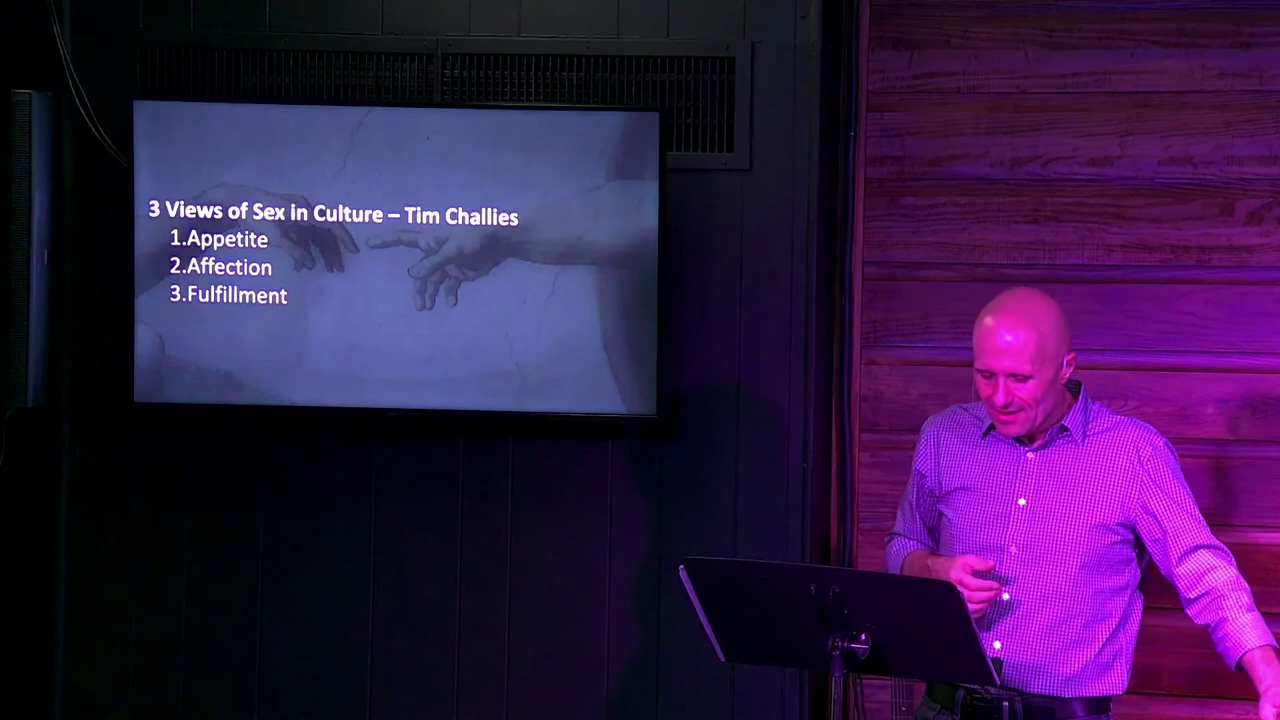 3 Views of Sex in Culture – Tim Challies
1.Appetite
2.Affection
3.Fulfillment